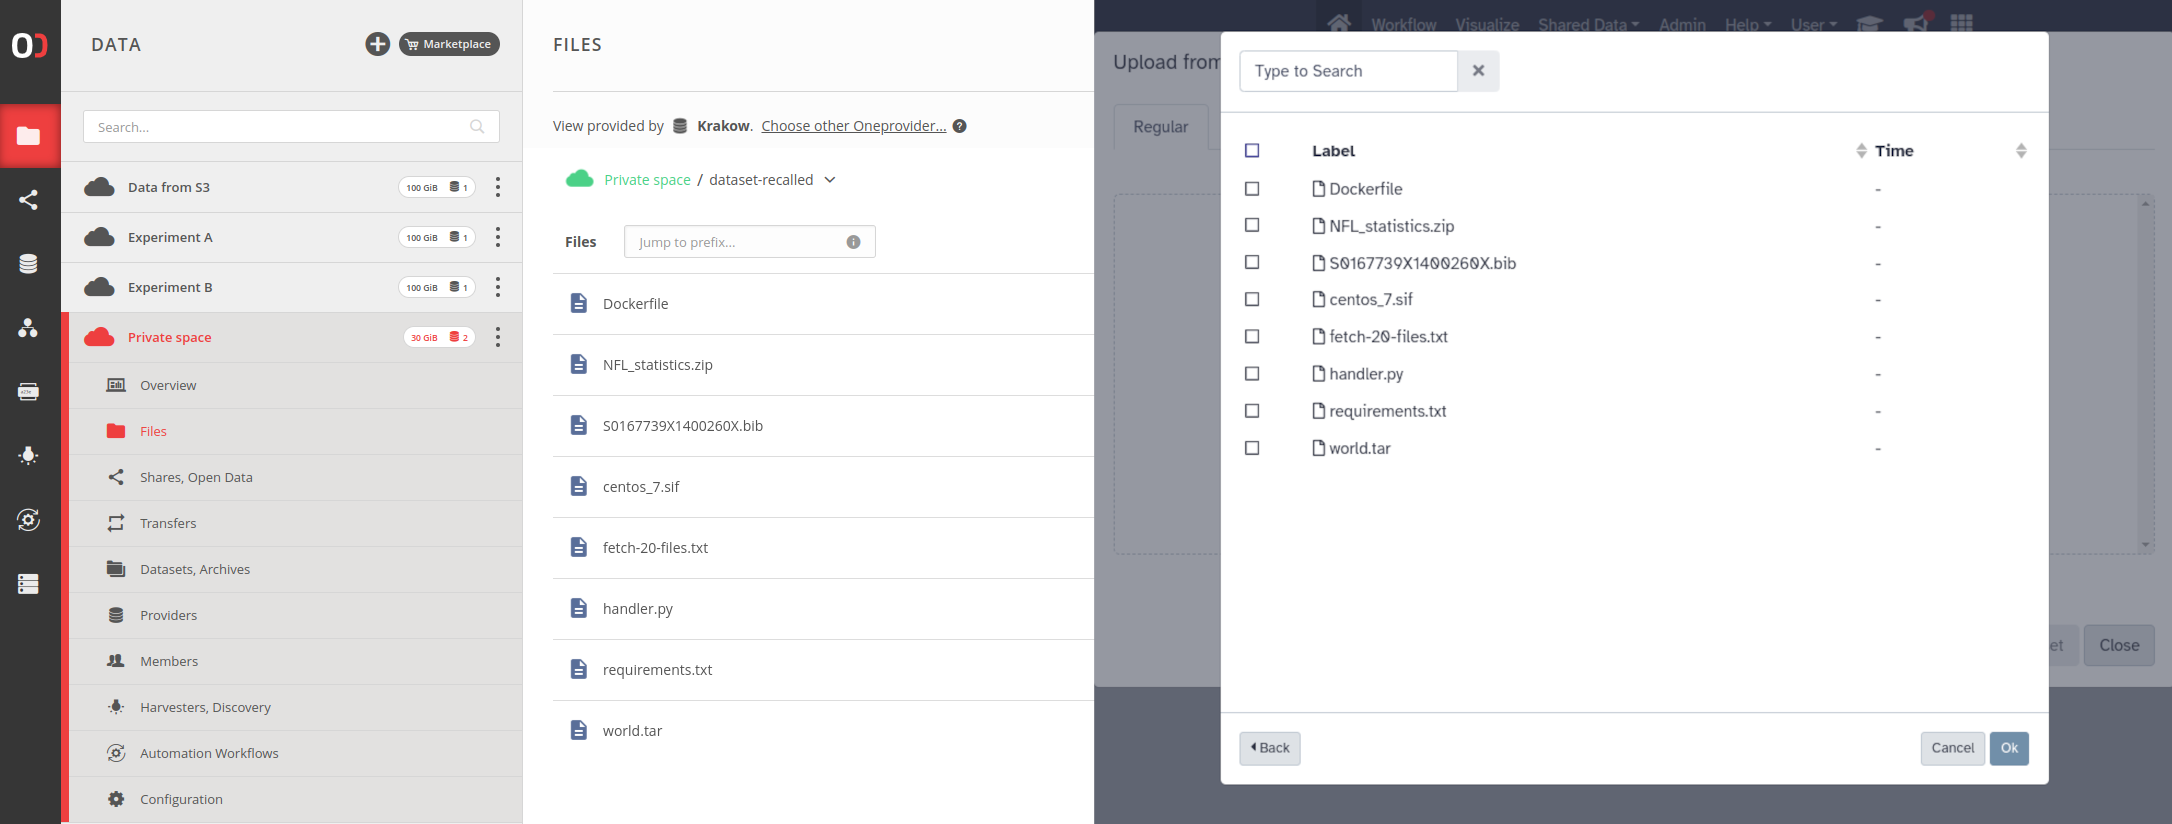 DATA
Marketplace
Search...
Data from S3
100 GiB 1
Experiment A
100 GiB 1
Experiment B
100 GiB 1
Private space
30 GiB 2
Overview
Files
Shares, Open Data
Transfers
Datasets, Archives
Providers
Members
Harvesters, Discovery
Automation Workflows
Configuration
FILES
View provided by Krakow. Choose other Oneprovider... ?
Private space / dataset-recalled
Files
Jump to prefix...
Dockerfile
NFL_statistics.zip
S0167739X1400260X.bib
centos_7.sif
fetch-20-files.txt
handler.py
requirements.txt
world.tar
Workflow Visualize Shared Data Admin Help User
Upload from
Regular
Type to Search
Label Time
Dockerfile -
NFL_statistics.zip -
S0167739X1400260X.bib -
centos_7.sif -
fetch-20-files.txt -
handler.py -
requirements.txt -
world.tar -
et
Close
Back
Cancel
Ok